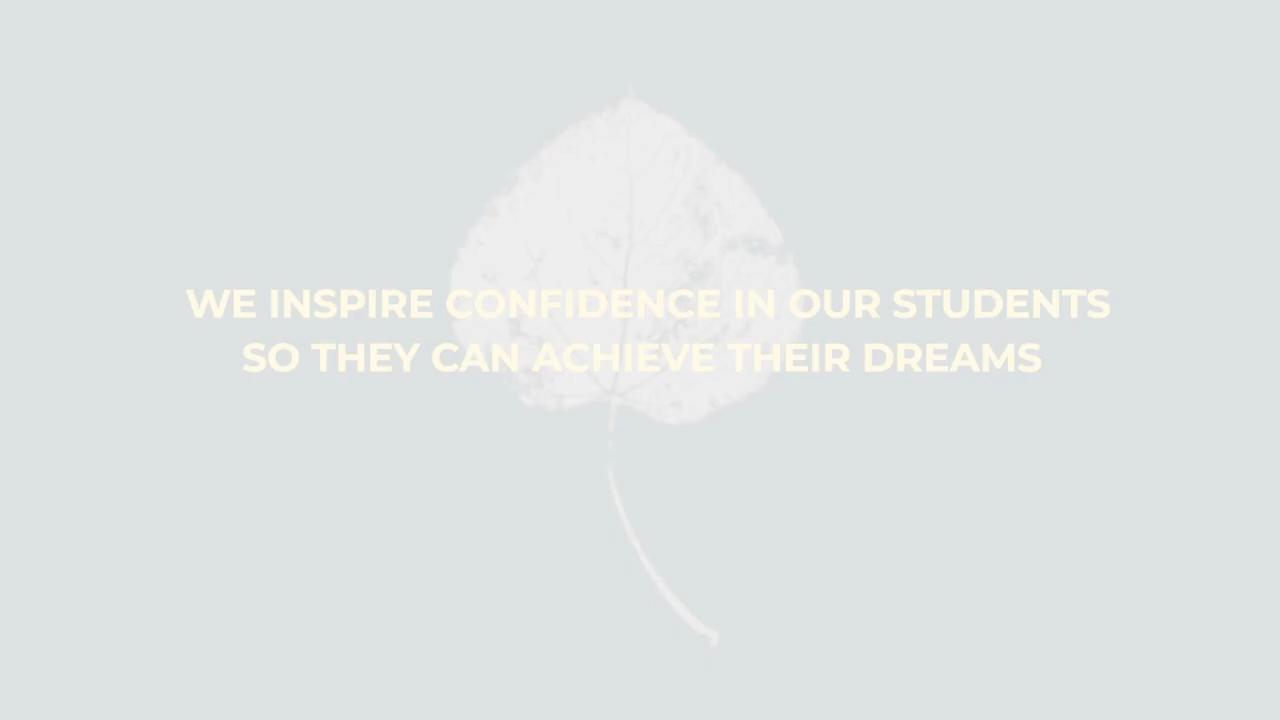 WE INSPIRE CONFIDENCE IN OUR STUDENTS
SO THEY CAN ACHIEVE THEIR DREAMS